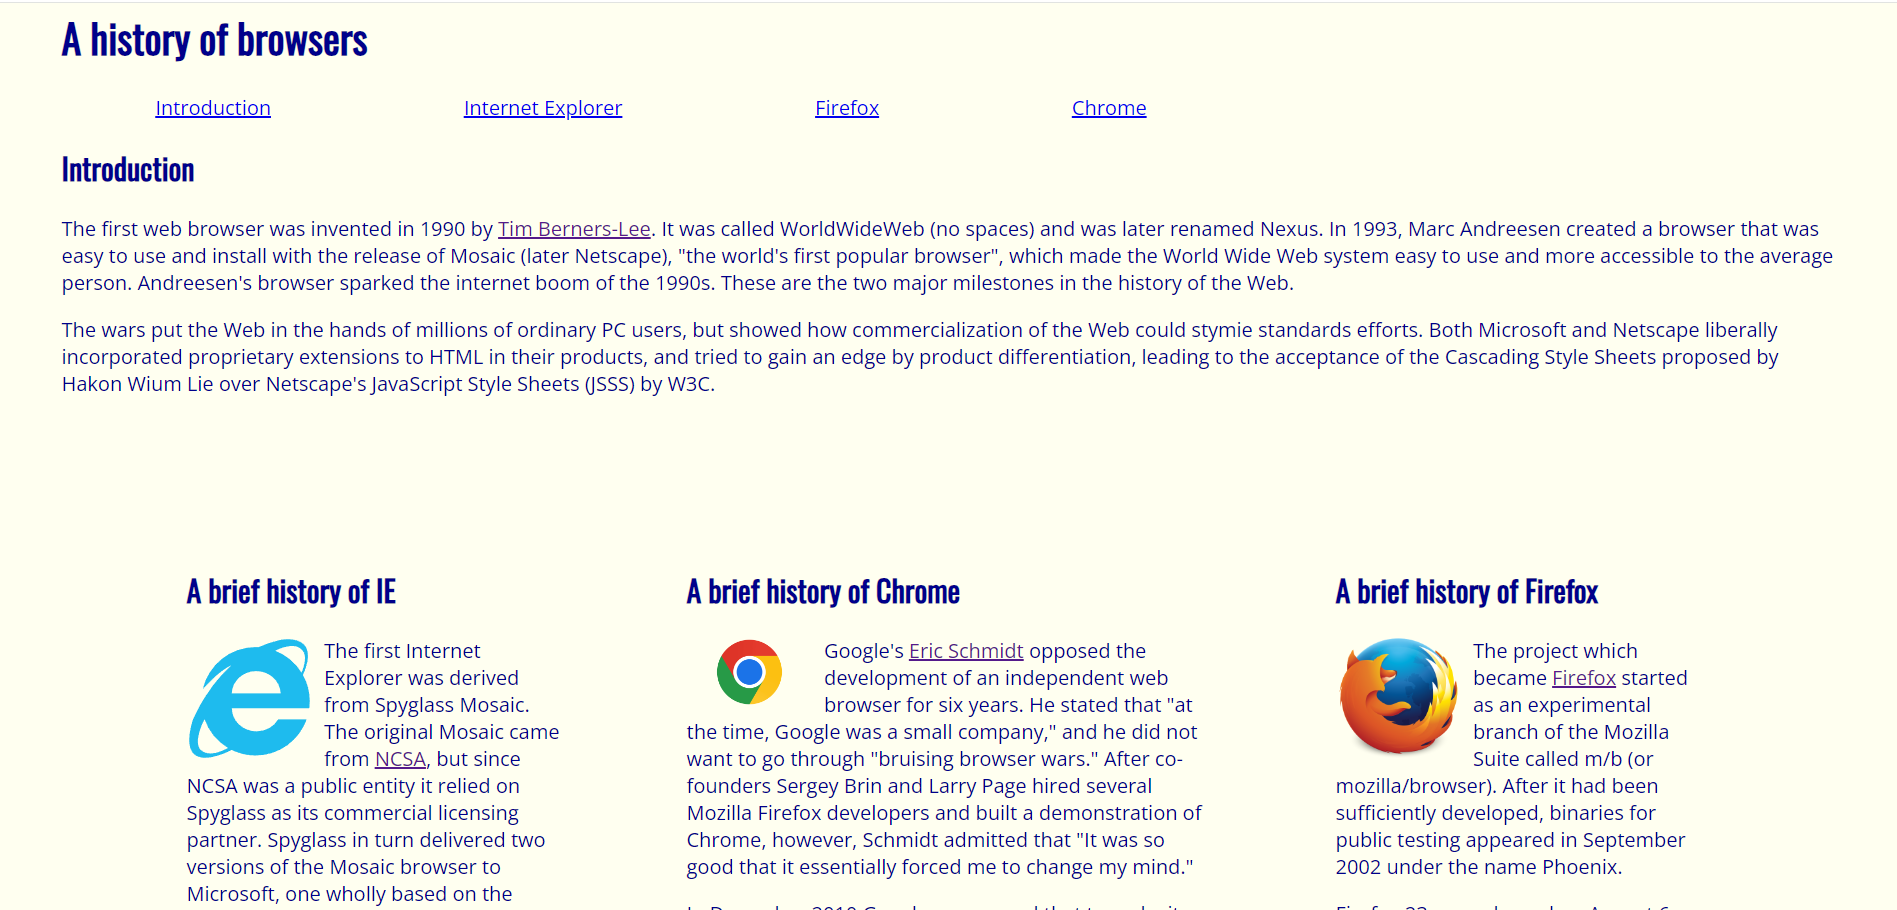 A history of browsers
Introduction Internet Explorer Firefox Chrome
Introduction
The first web browser was invented in 1990 by Tim Berners-Lee. It was called WorldWideWeb (no spaces) and was later renamed Nexus. In 1993, Marc Andreesen created a browser that was
easy to use and install with the release of Mosaic (later Netscape), "the world's first popular browser", which made the World Wide Web system easy to use and more accessible to the average
person. Andreesen's browser sparked the internet boom of the 1990s. These are the two major milestones in the history of the Web.
The wars put the Web in the hands of millions of ordinary PC users, but showed how commercialization of the Web could stymie standards efforts. Both Microsoft and Netscape liberally
incorporated proprietary extensions to HTML in their products, and tried to gain an edge by product differentiation, leading to the acceptance of the Cascading Style Sheets proposed by
Hakon Wium Lie over Netscape's JavaScript Style Sheets (JSSS) by W3C.
A brief history of IE
The first Internet
Explorer was derived
from Spyglass Mosaic.
The original Mosaic came
from NCSA, but since
NCSA was a public entity it relied on
Spyglass as its commercial licensing
partner. Spyglass in turn delivered two
versions of the Mosaic browser to
Microsoft, one wholly based on the
A brief history of Chrome
Google's Eric Schmidt opposed the
development of an independent web
browser for six years. He stated that "at
the time, Google was a small company," and he did not
want to go through "bruising browser wars." After co-
founders Sergey Brin and Larry Page hired several
Mozilla Firefox developers and built a demonstration of
Chrome, however, Schmidt admitted that "It was so
good that it essentially forced me to change my mind."
A brief history of Firefox
The project which
became Firefox started
as an experimental
branch of the Mozilla
Suite called m/b (or
mozilla/browser). After it had been
sufficiently developed, binaries for
public testing appeared in September
2002 under the name Phoenix.